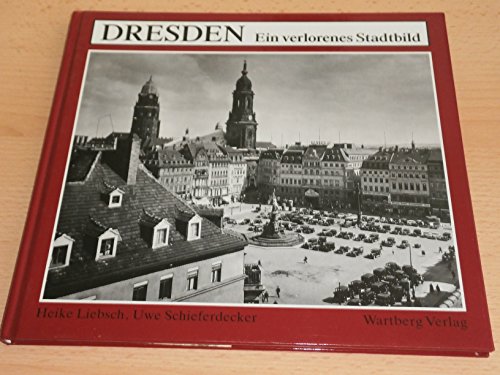 DRESDEN Ein verlorenes Stadtbild
Heike Liebsch, Uwe Schieferdecker Wartberg Verlag